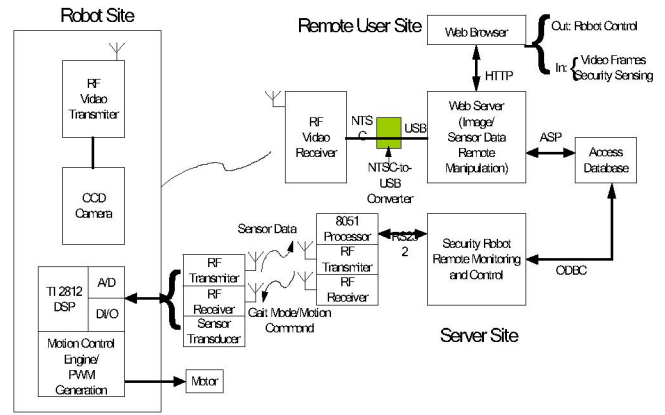 Robot Site
Remote User Site
Web Browser
Out: Robot Control
In:
Video Frames
Security Sensing
HTTP
RF
Vidao
Transmiter
RF
Video
Receiver
NTS
C
USB
NTSC-to-
USB
Converter
Web Server
(Image/
Sensor Data
Remote
Manipulation)
ASP
Access
Database
CCD
Camera
Sensor Data
8051
Processor
RF
Transmiter
RF
Receiver
RS23
2
Security Robot
Remote Monitoring
and Control
ODBC
TI 2812
DSP
A/D
DI/O
RF
Transmiter
RF
Receiver
Sensor
Transducer
Gait Mode/Motion
Command
Server Site
Motion Control
Engine/
PWM
Generation
Motor